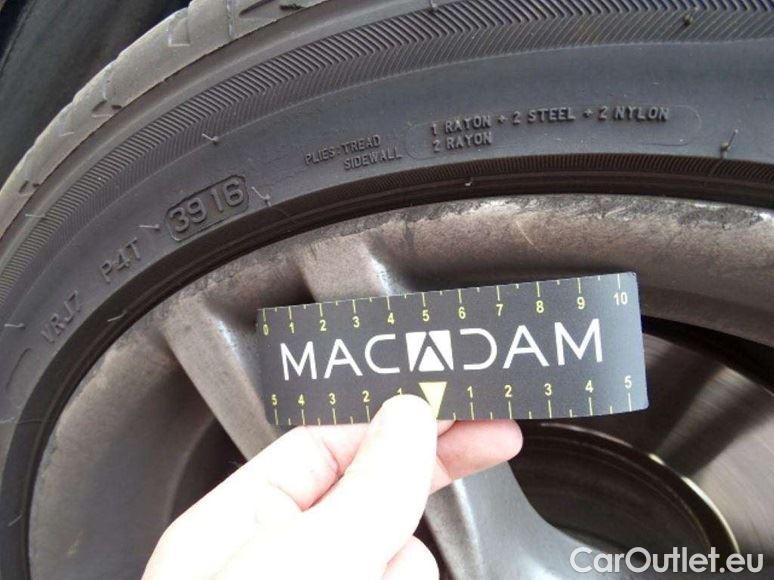 1 RAYON + 2 STEEL + 2 NYLON
PLIES: TREAD
SIDEWALL
2 RAYON
VRJ7 P4T 3916
0 1 2 3 4 5 6 7 8 9 10
MACADAM
5 4 3 2 1 1 2 3 4 5
CarOutlet.eu